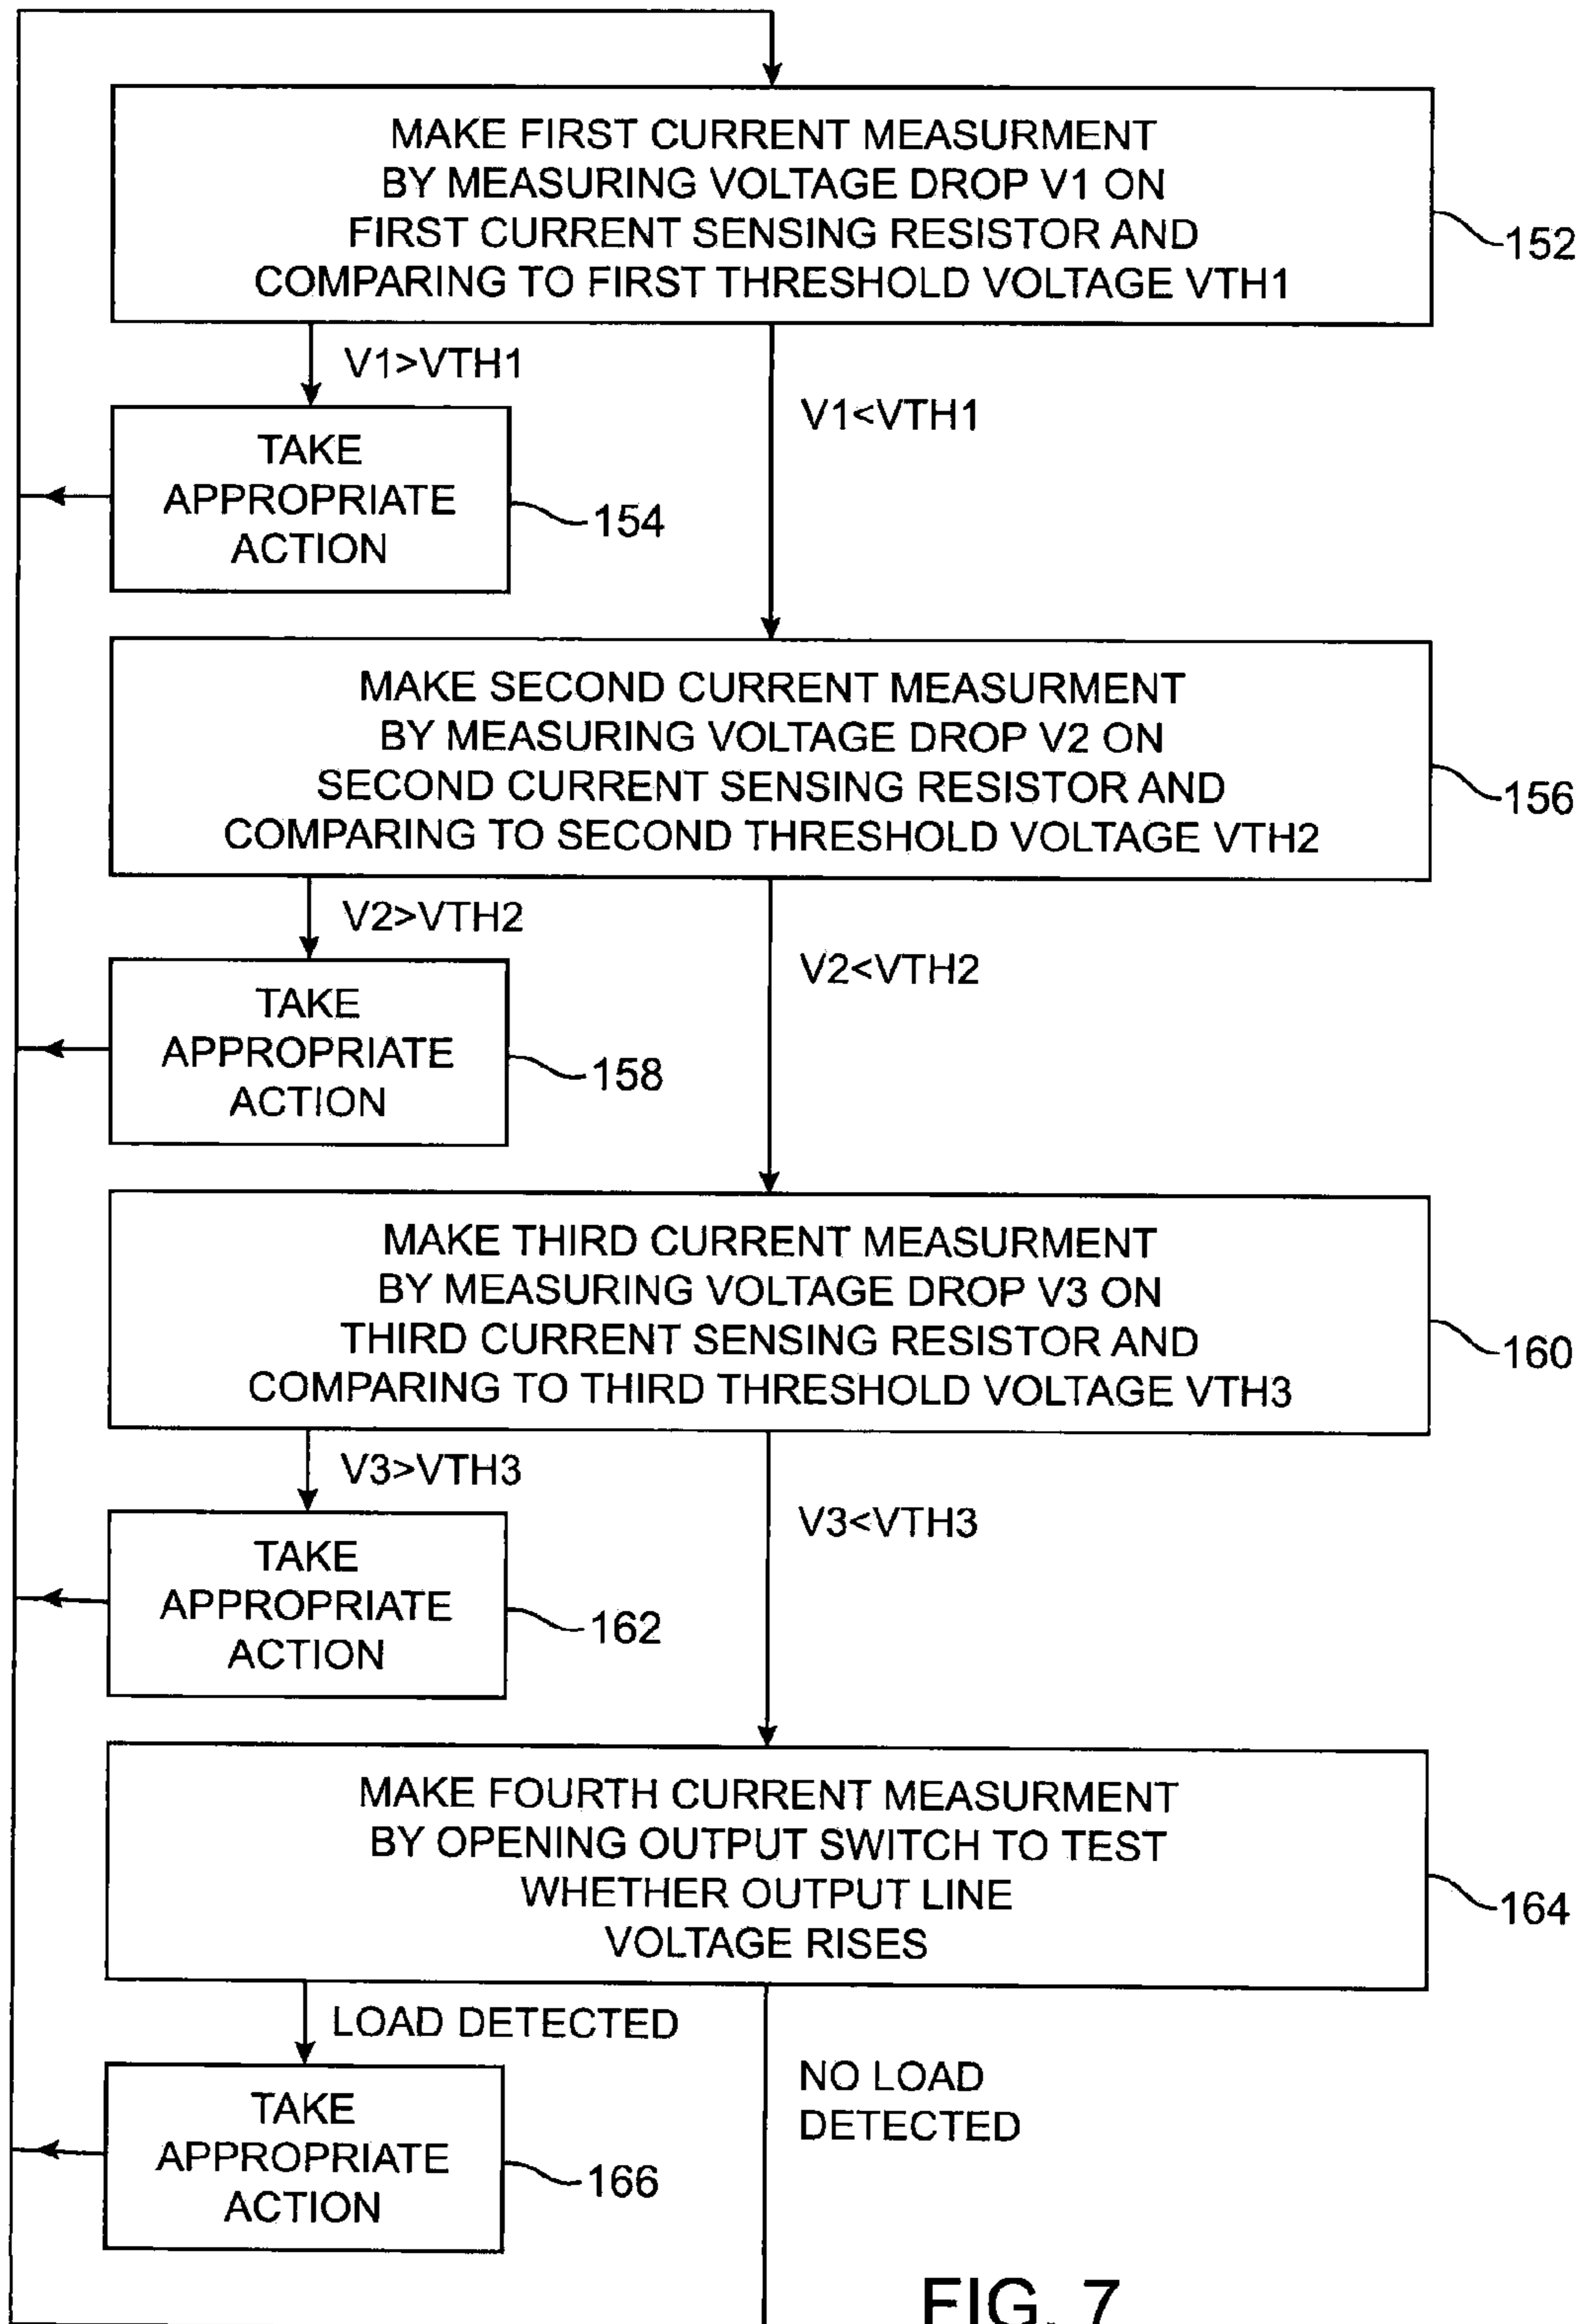 MAKE FIRST CURRENT MEASURMENT
BY MEASURING VOLTAGE DROP V1 ON
FIRST CURRENT SENSING RESISTOR AND
COMPARING TO FIRST THRESHOLD VOLTAGE VTH1
152
V1>VTH1
V1<VTH1
TAKE
APPROPRIATE
ACTION
154
MAKE SECOND CURRENT MEASURMENT
BY MEASURING VOLTAGE DROP V2 ON
SECOND CURRENT SENSING RESISTOR AND
COMPARING TO SECOND THRESHOLD VOLTAGE VTH2
156
V2>VTH2
V2<VTH2
TAKE
APPROPRIATE
ACTION
158
MAKE THIRD CURRENT MEASURMENT
BY MEASURING VOLTAGE DROP V3 ON
THIRD CURRENT SENSING RESISTOR AND
COMPARING TO THIRD THRESHOLD VOLTAGE VTH3
160
V3>VTH3
V3<VTH3
TAKE
APPROPRIATE
ACTION
162
MAKE FOURTH CURRENT MEASURMENT
BY OPENING OUTPUT SWITCH TO TEST
WHETHER OUTPUT LINE
VOLTAGE RISES
164
LOAD DETECTED
NO LOAD
DETECTED
TAKE
APPROPRIATE
ACTION
166
FIG. 7